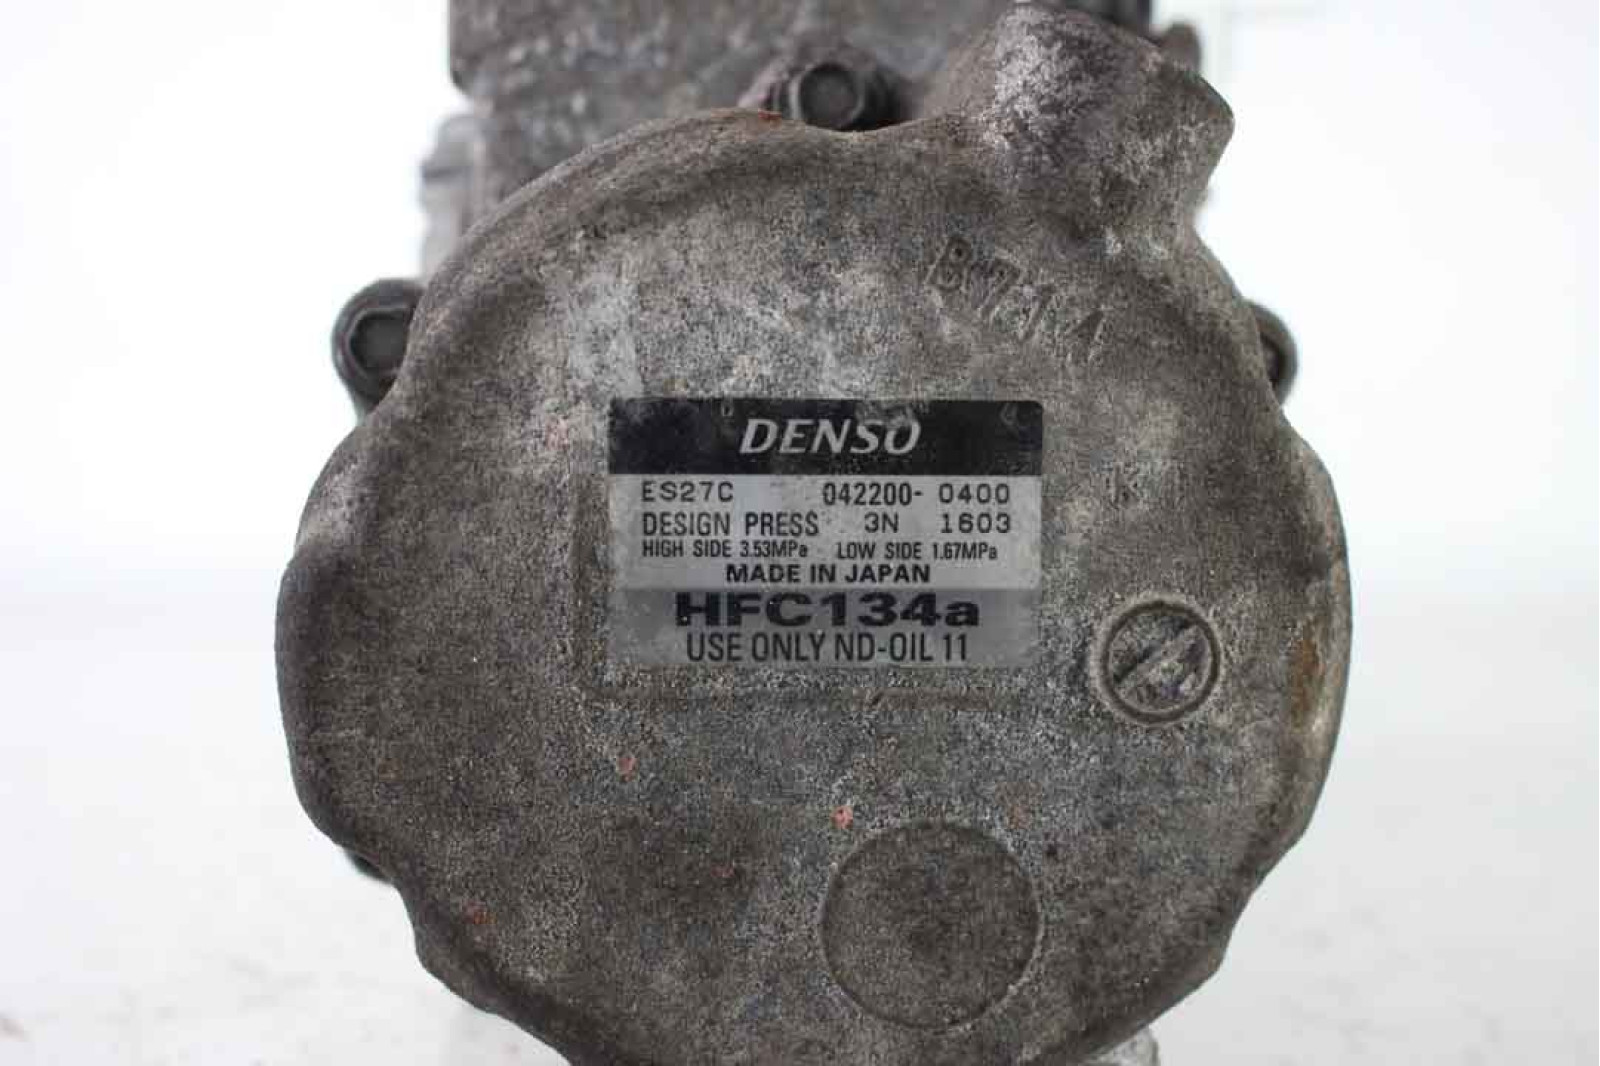 B714
DENSO
ES27C 042200- 0400
DESIGN PRESS 3N 1603
HIGH SIDE 3.53MPa LOW SIDE 1.67MPa
MADE IN JAPAN
HFC134a
USE ONLY ND-OIL 11